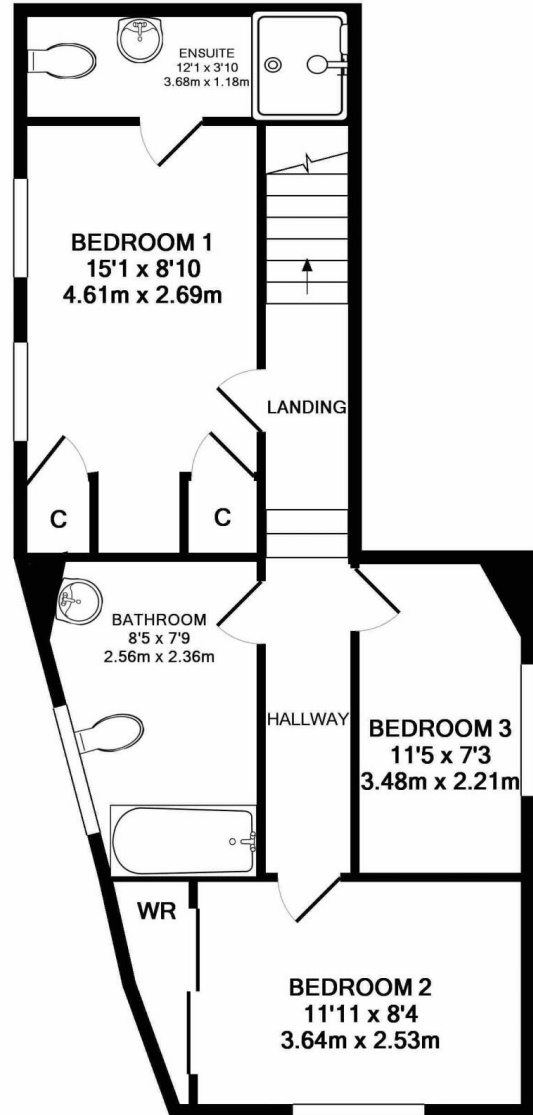 ENSUITE
12'1 x 3'10
3.68m x 1.18m
BEDROOM 1
15'1 x 8'10
4.61m x 2.69m
LANDING
C
C
BATHROOM
8'5 x 7'9
2.56m x 2.36m
HALLWAY
BEDROOM 3
11'5 x 7'3
3.48m x 2.21m
WR
BEDROOM 2
11'11 x 8'4
3.64m x 2.53m